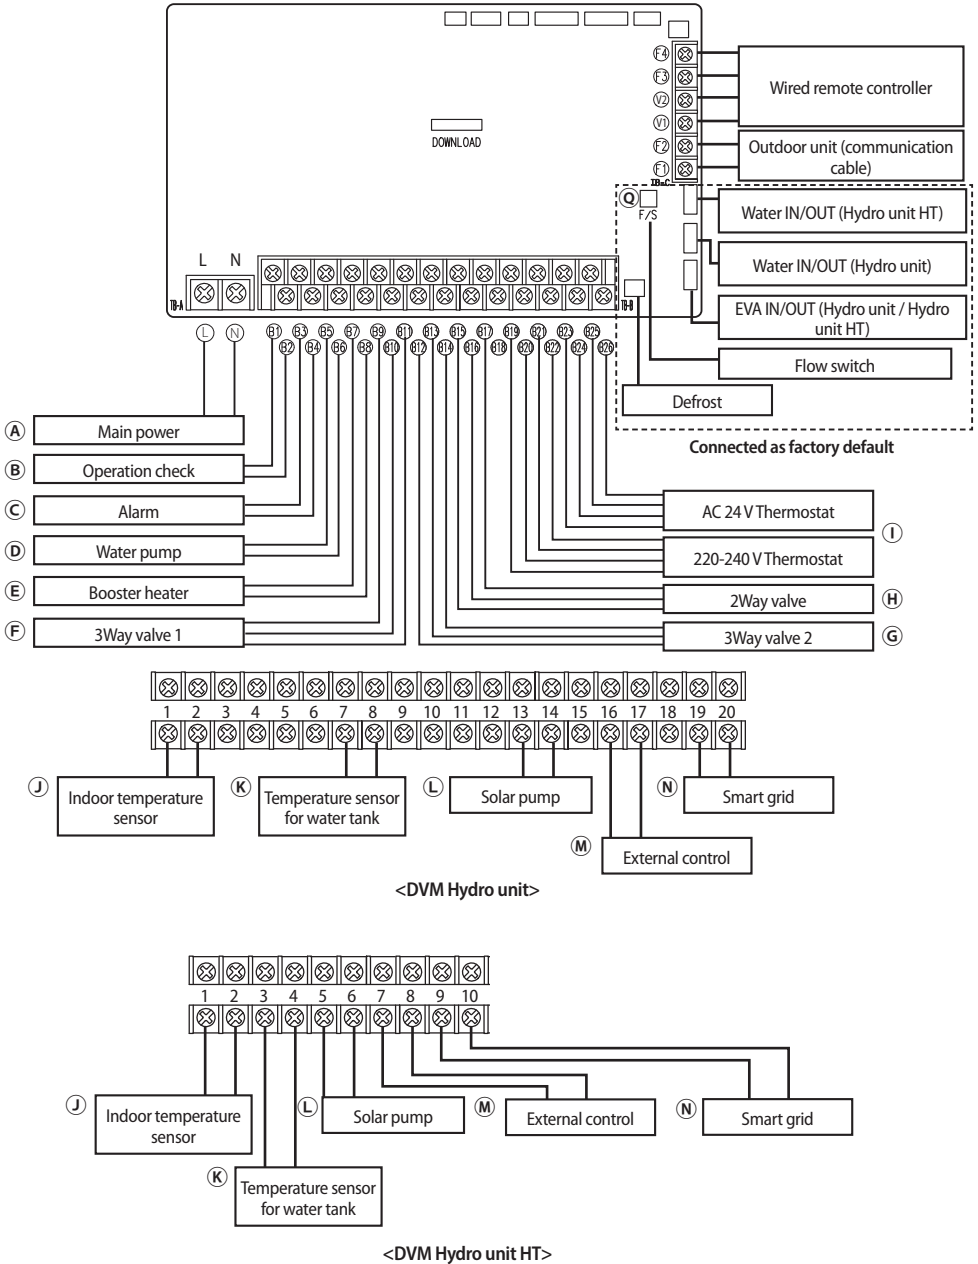 DOWNLOAD
F4
F3
V2
V1
F2
F1
TB-C
Wired remote controller
Outdoor unit (communication
cable)
Q
F/S
Water IN/OUT (Hydro unit HT)
Water IN/OUT (Hydro unit)
EVA IN/OUT (Hydro unit / Hydro
unit HT)
Flow switch
Defrost
Connected as factory default
L N
TB-A
TB-B
L N
B1 B3 B5 B7 B9 B11 B13 B15 B17 B19 B21 B23 B25
B2 B4 B6 B8 B10 B12 B14 B16 B18 B20 B22 B24 B26
A Main power
B Operation check
C Alarm
D Water pump
E Booster heater
F 3Way valve 1
AC 24 V Thermostat
I
220-240 V Thermostat
2Way valve H
3Way valve 2 G
1 2 3 4 5 6 7 8 9 10 11 12 13 14 15 16 17 18 19 20
J Indoor temperature
sensor
K Temperature sensor
for water tank
L Solar pump
N Smart grid
M External control
<DVM Hydro unit>
1 2 3 4 5 6 7 8 9 10
J Indoor temperature
sensor
L Solar pump
M External control
N Smart grid
K Temperature sensor
for water tank
<DVM Hydro unit HT>